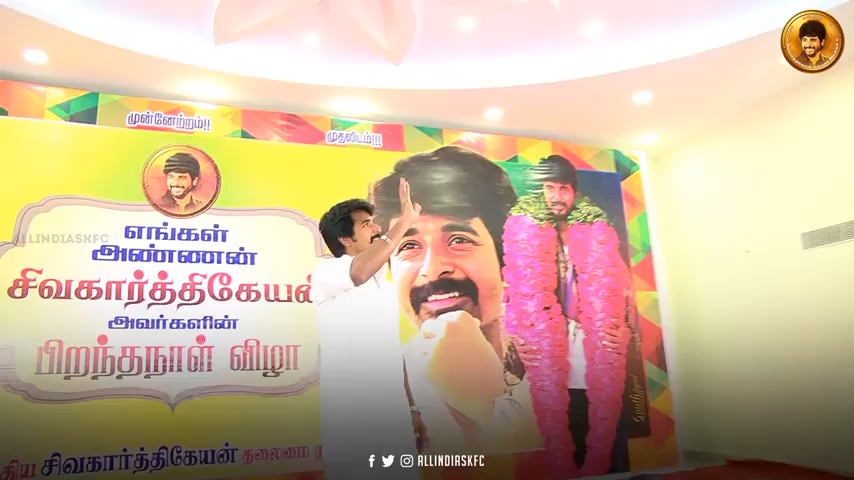 முன்னேற்றம்!!
முதலிடம்!!!
ALLINDIASKFC
எங்கள்
அண்ணன்
சிவகார்த்திகேயன்
அவர்களின்
பிறந்தநாள் விழா
சிவகார்த்திகேயன் தலைமை
ALLINDIASKFC